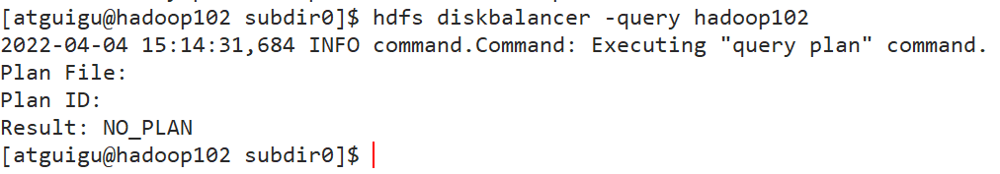 [atguigu@hadoop102 subdir0]$ hdfs diskbalancer -query hadoop102
2022-04-04 15:14:31,684 INFO command.Command: Executing "query plan" command.
Plan File:
Plan ID:
Result: NO_PLAN
[atguigu@hadoop102 subdir0]$